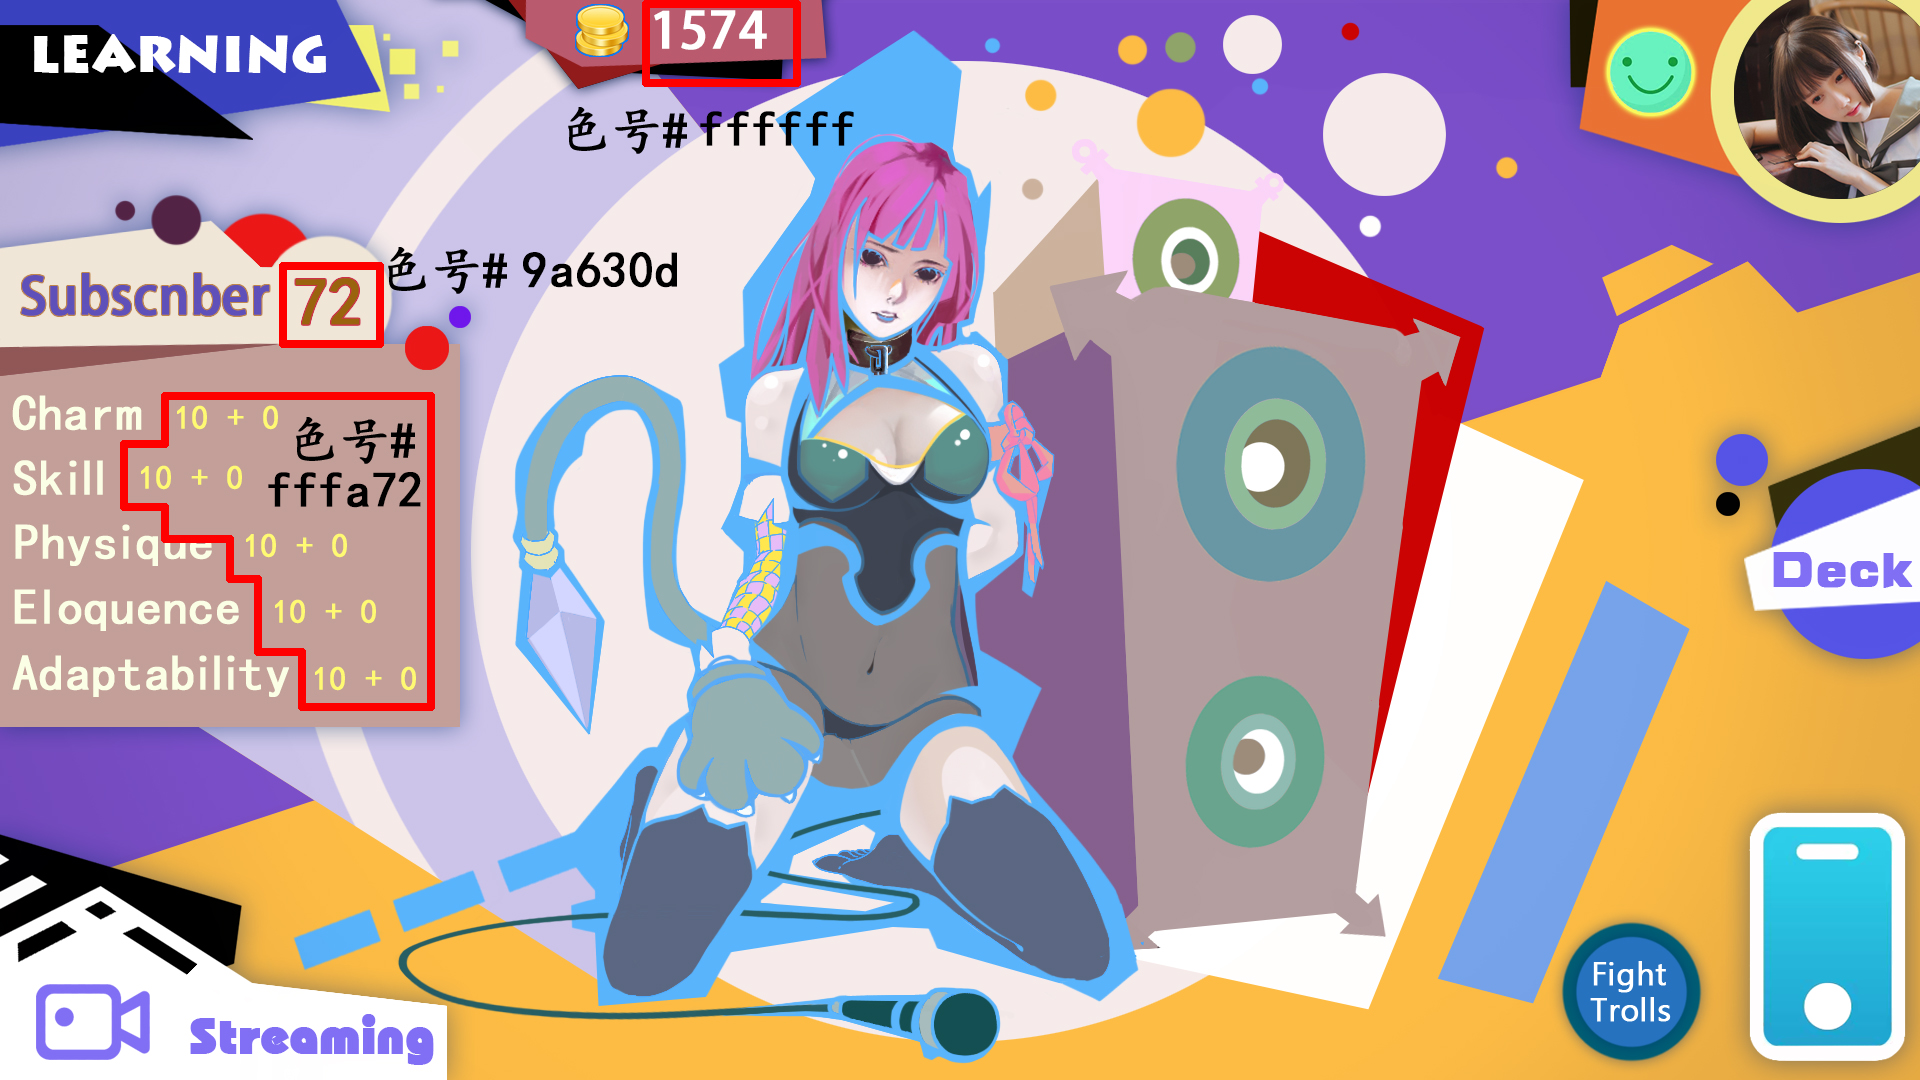 LEARNING
1574
色号#ffffff
Subscnber 72
色号#9a630d
Charm 10 + 0
色号#
fffa72
Skill 10 + 0
Physique 10 + 0
Eloquence 10 + 0
Adaptability 10 + 0
Deck
Fight
Trolls
Streaming